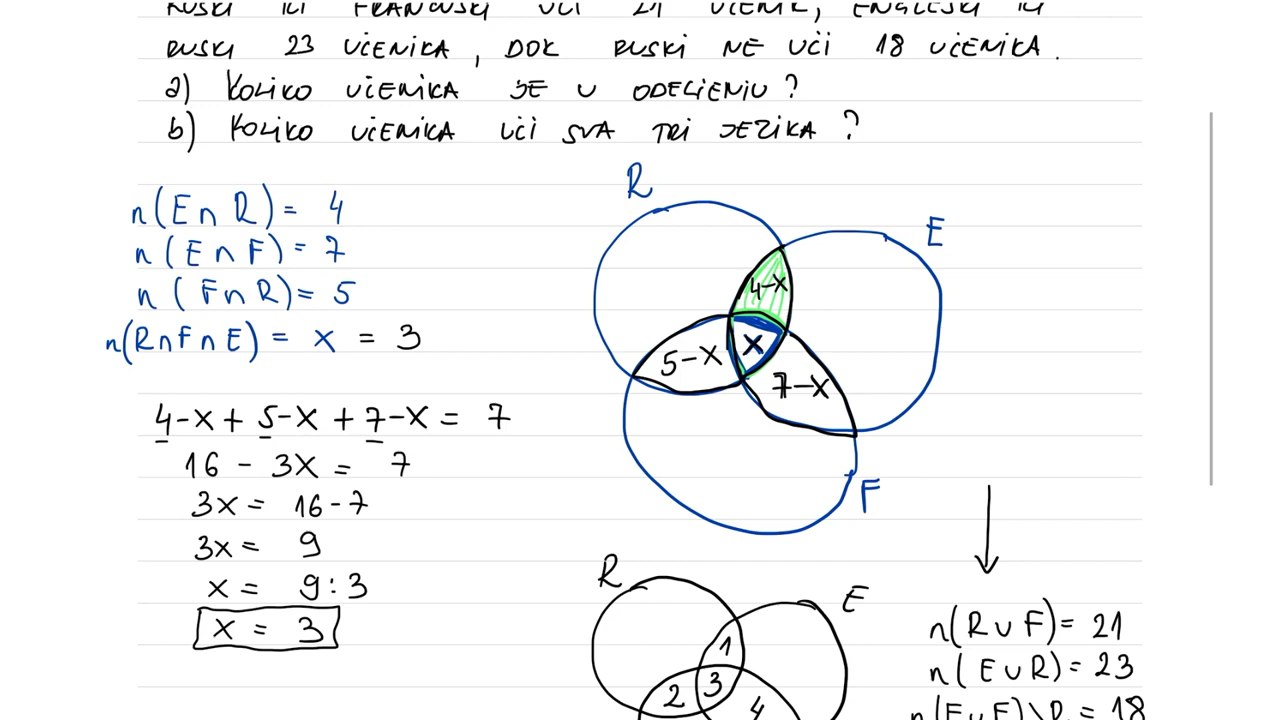 RUSKI ILI FRANCUSKI UČI 21 UČENIK, ENGLESKI ILI
RUSKI 23 UČENIKA, DOK RUSKI NE UČI 18 UČENIKA.
a) KOLIKO UČENIKA JE U ODELJENJU?
b) KOLIKO UČENIKA UČI SVA TRI JEZIKA?
R
E
n(E∩R) = 4
n(E∩F) = 7
n(F∩R) = 5
n(R∩F∩E) = x = 3
4-x
5-x
x
7-x
F
4-x + 5-x + 7-x = 7
16 - 3x = 7
3x = 16-7
3x = 9
x = 9:3
x = 3
R
E
1
2
3
4
n(R∪F) = 21
n(E∪R) = 23
n(E∪F)\R = 18